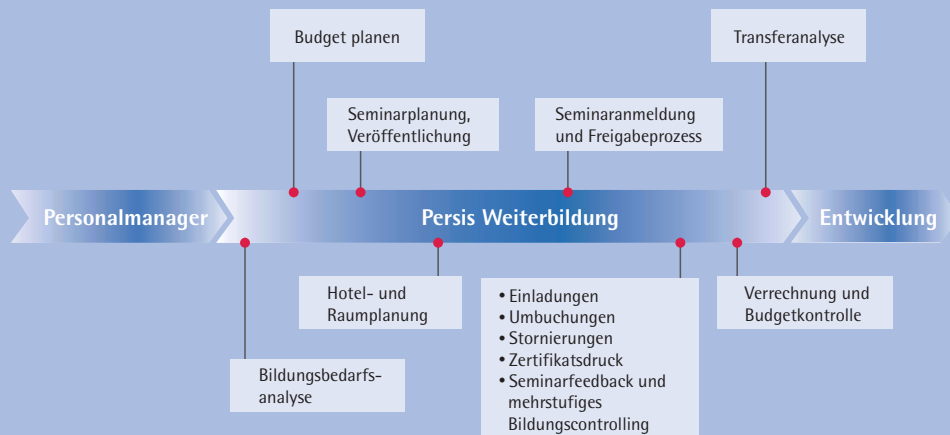 Budget planen
Transferanalyse
Seminarplanung,
Veröffentlichung
Seminaranmeldung
und Freigabeprozess
Personalmanager
Persis Weiterbildung
Entwicklung
Hotel- und
Raumplanung
• Einladungen
• Umbuchungen
• Stornierungen
• Zertifikatsdruck
• Seminarfeedback und
mehrstufiges
Bildungscontrolling
Verrechnung und
Budgetkontrolle
Bildungsbedarfs-
analyse